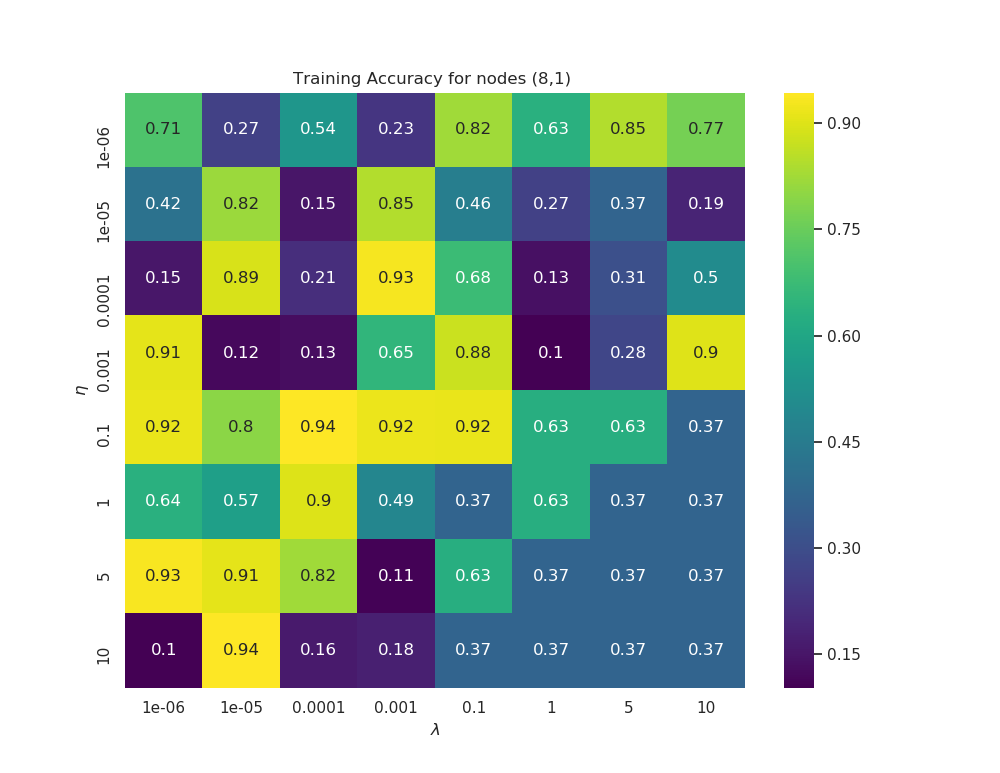 Training Accuracy for nodes (8,1)
1e-06 0.71 0.27 0.54 0.23 0.82 0.63 0.85 0.77
1e-05 0.42 0.82 0.15 0.85 0.46 0.27 0.37 0.19
0.0001 0.15 0.89 0.21 0.93 0.68 0.13 0.31 0.5
0.001 0.91 0.12 0.13 0.65 0.88 0.1 0.28 0.9
0.1 0.92 0.8 0.94 0.92 0.92 0.63 0.63 0.37
1 0.64 0.57 0.9 0.49 0.37 0.63 0.37 0.37
5 0.93 0.91 0.82 0.11 0.63 0.37 0.37 0.37
10 0.1 0.94 0.16 0.18 0.37 0.37 0.37 0.37
η
1e-06 1e-05 0.0001 0.001 0.1 1 5 10
λ
0.90
0.75
0.60
0.45
0.30
0.15